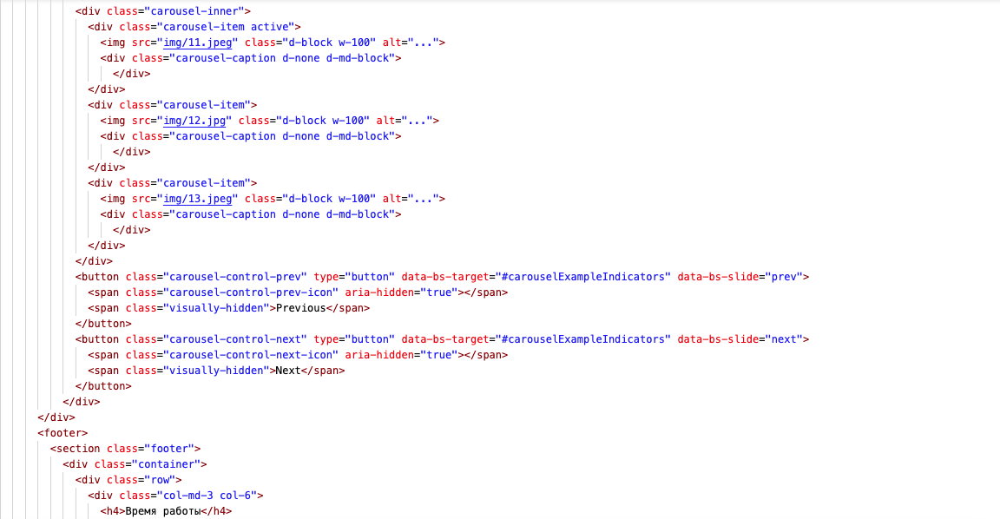 <div class="carousel-inner">
<div class="carousel-item active">
<img src="img/11.jpeg" class="d-block w-100" alt="...">
<div class="carousel-caption d-none d-md-block">
</div>
</div>
<div class="carousel-item">
<img src="img/12.jpg" class="d-block w-100" alt="...">
<div class="carousel-caption d-none d-md-block">
</div>
</div>
<div class="carousel-item">
<img src="img/13.jpeg" class="d-block w-100" alt="...">
<div class="carousel-caption d-none d-md-block">
</div>
</div>
</div>
<button class="carousel-control-prev" type="button" data-bs-target="#carouselExampleIndicators" data-bs-slide="prev">
<span class="carousel-control-prev-icon" aria-hidden="true"></span>
<span class="visually-hidden">Previous</span>
</button>
<button class="carousel-control-next" type="button" data-bs-target="#carouselExampleIndicators" data-bs-slide="next">
<span class="carousel-control-next-icon" aria-hidden="true"></span>
<span class="visually-hidden">Next</span>
</button>
</div>
</div>
<footer>
<section class="footer">
<div class="container">
<div class="row">
<div class="col-md-3 col-6">
<h4>Время работы</h4>